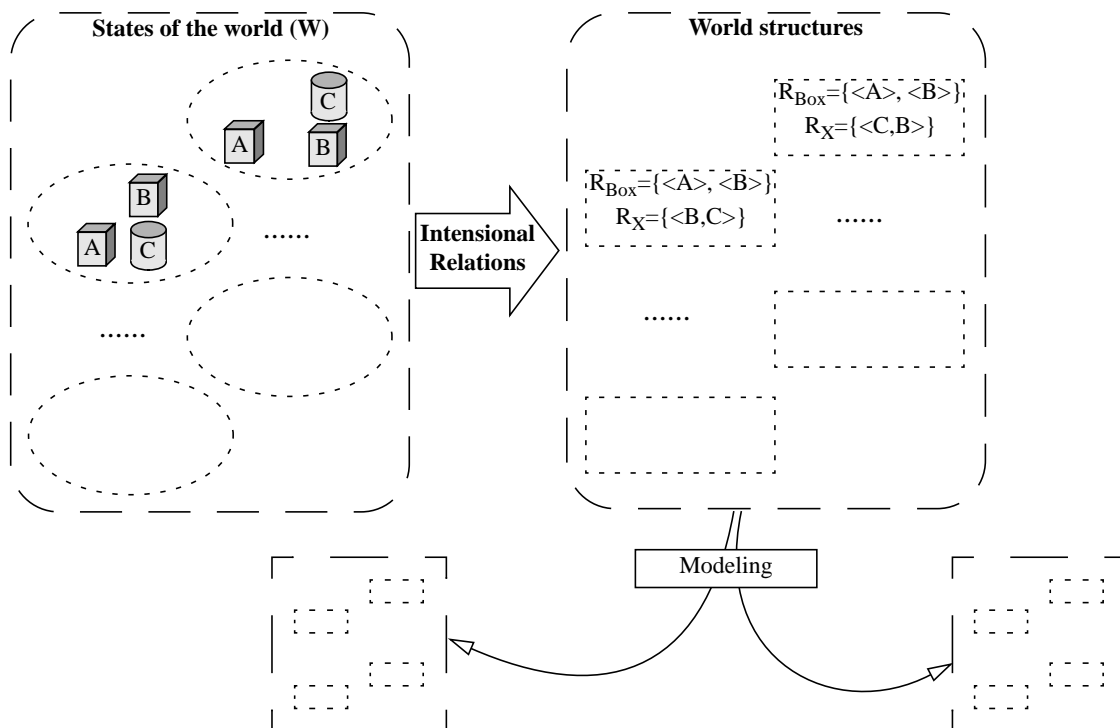 States of the world (W)
C
A
B
B
A
C
......
......
Intensional
Relations
World structures
R_Box={<A>, <B>}
R_X={<C,B>}
R_Box={<A>, <B>}
R_X={<B,C>}
......
......
Modeling